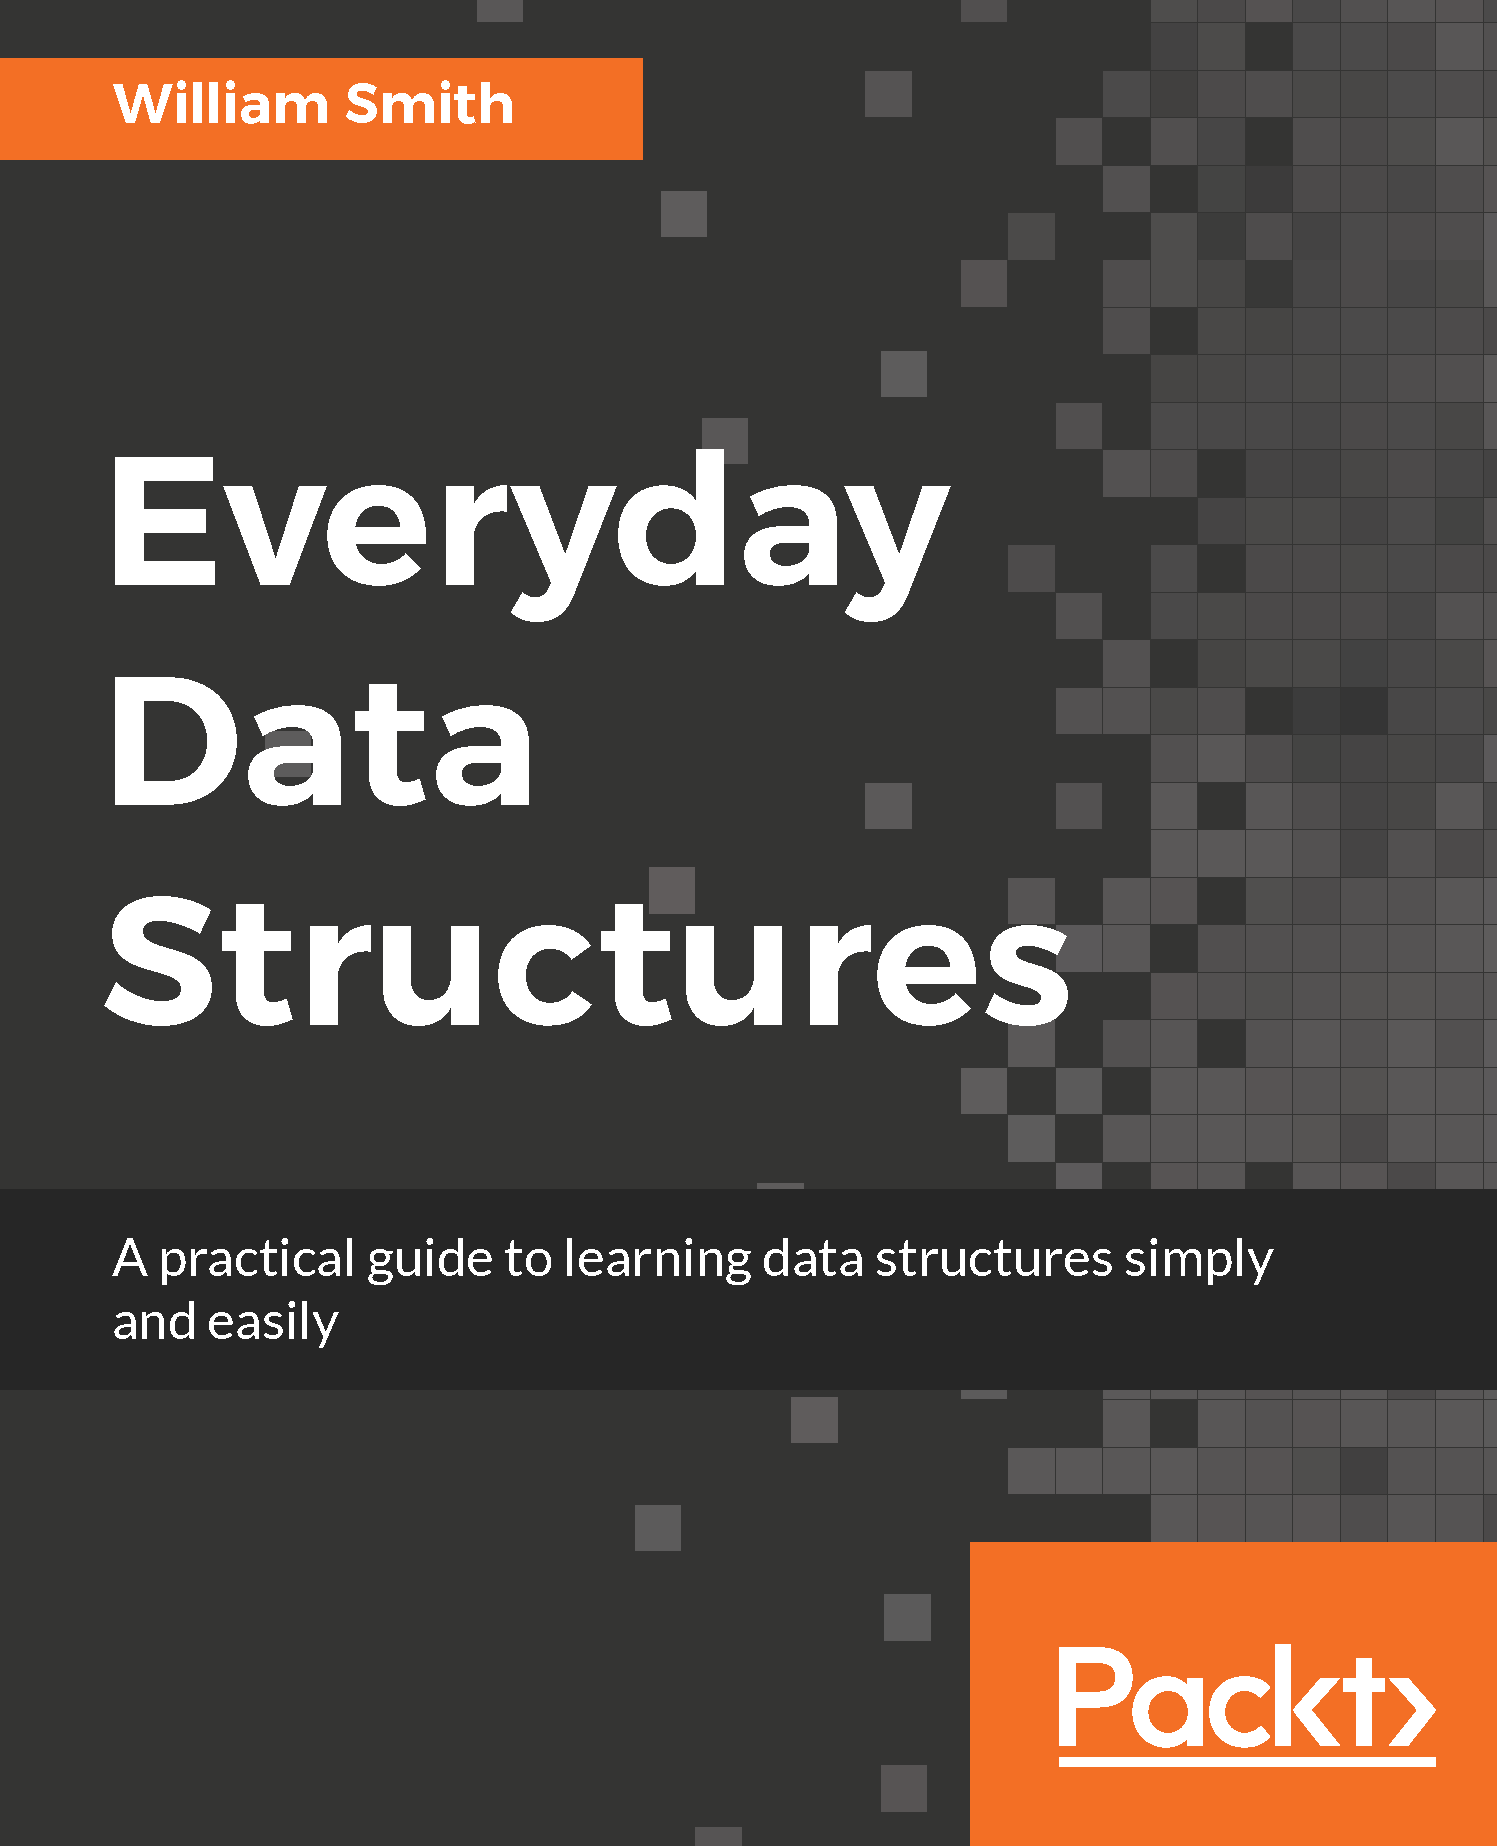 William Smith
Everyday
Data
Structures
A practical guide to learning data structures simply
and easily
Packt